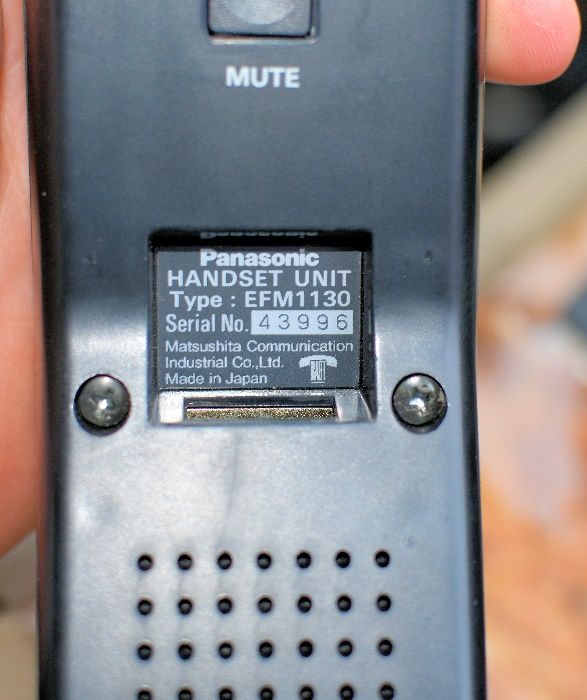 MUTE
Panasonic
HANDSET UNIT
Type : EFM1130
Serial No. 43996
Matsushita Communication
Industrial Co.,Ltd.
Made in Japan